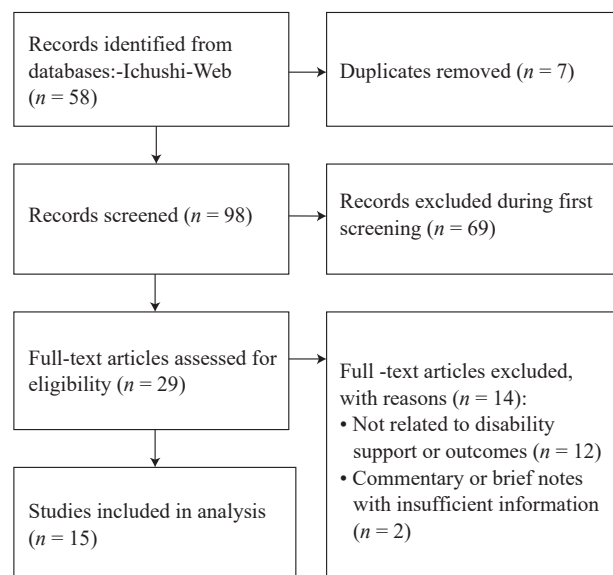 Records identified from
databases:-Ichushi-Web
(n = 58)
Duplicates removed (n = 7)
Records screened (n = 98)
Records excluded during first
screening (n = 69)
Full-text articles assessed for
eligibility (n = 29)
Full -text articles excluded,
with reasons (n = 14):
• Not related to disability
support or outcomes (n = 12)
• Commentary or brief notes
with insufficient information
(n = 2)
Studies included in analysis
(n = 15)